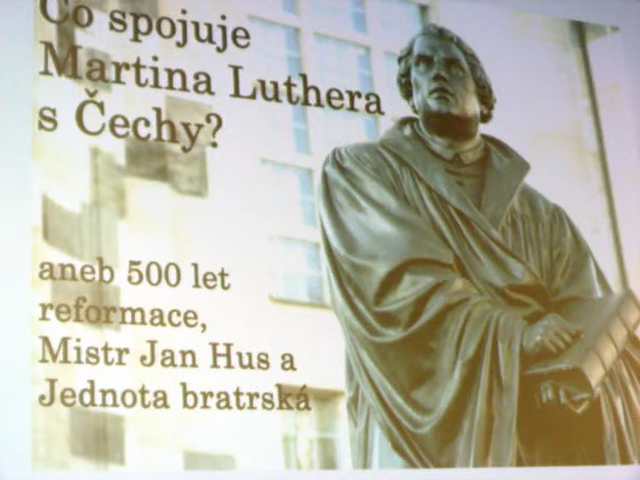 Co spojuje
Martina Luthera
s Čechy?
aneb 500 let
reformace,
Mistr Jan Hus a
Jednota bratrská